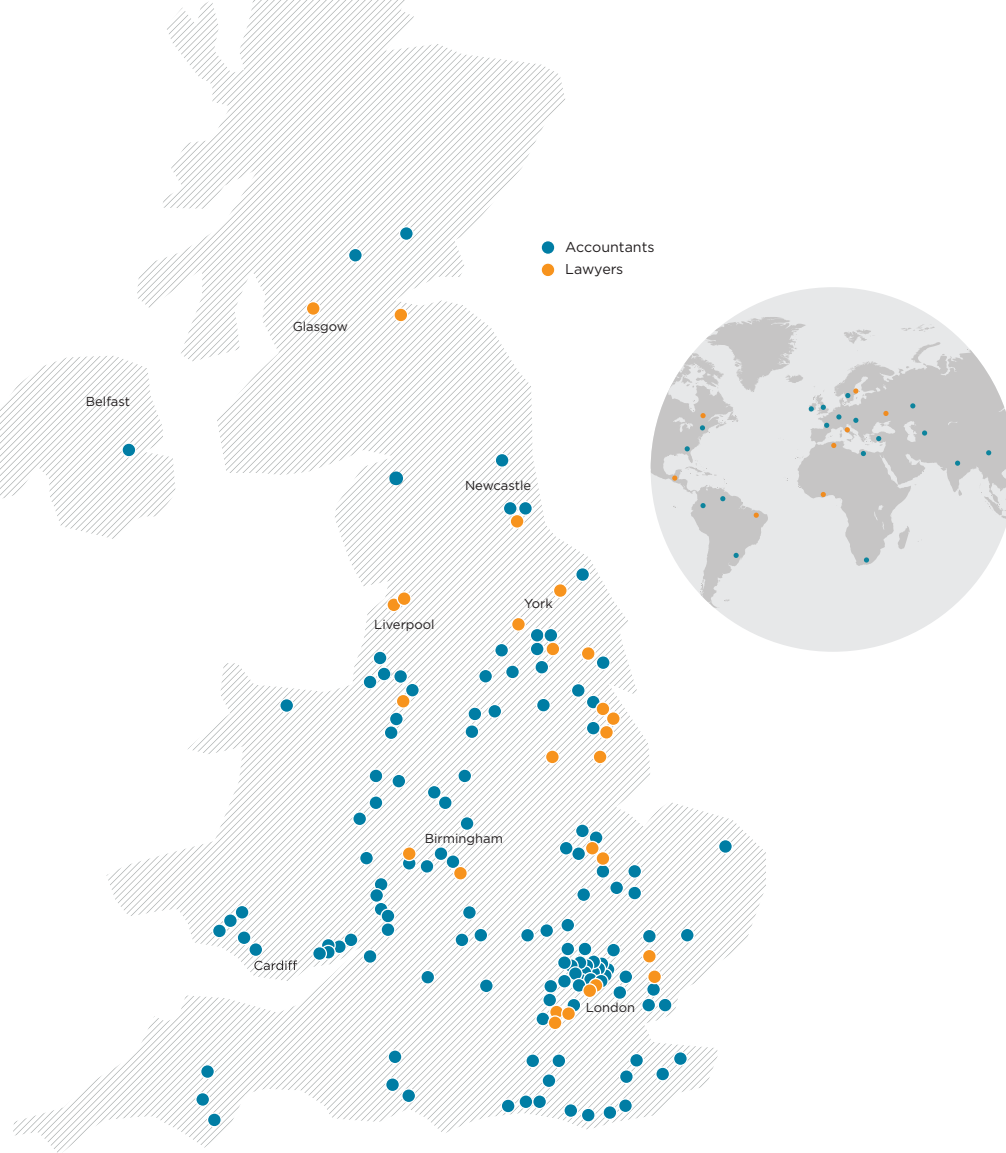 Accountants
Lawyers
Glasgow
Belfast
Newcastle
York
Liverpool
Birmingham
Cardiff
London